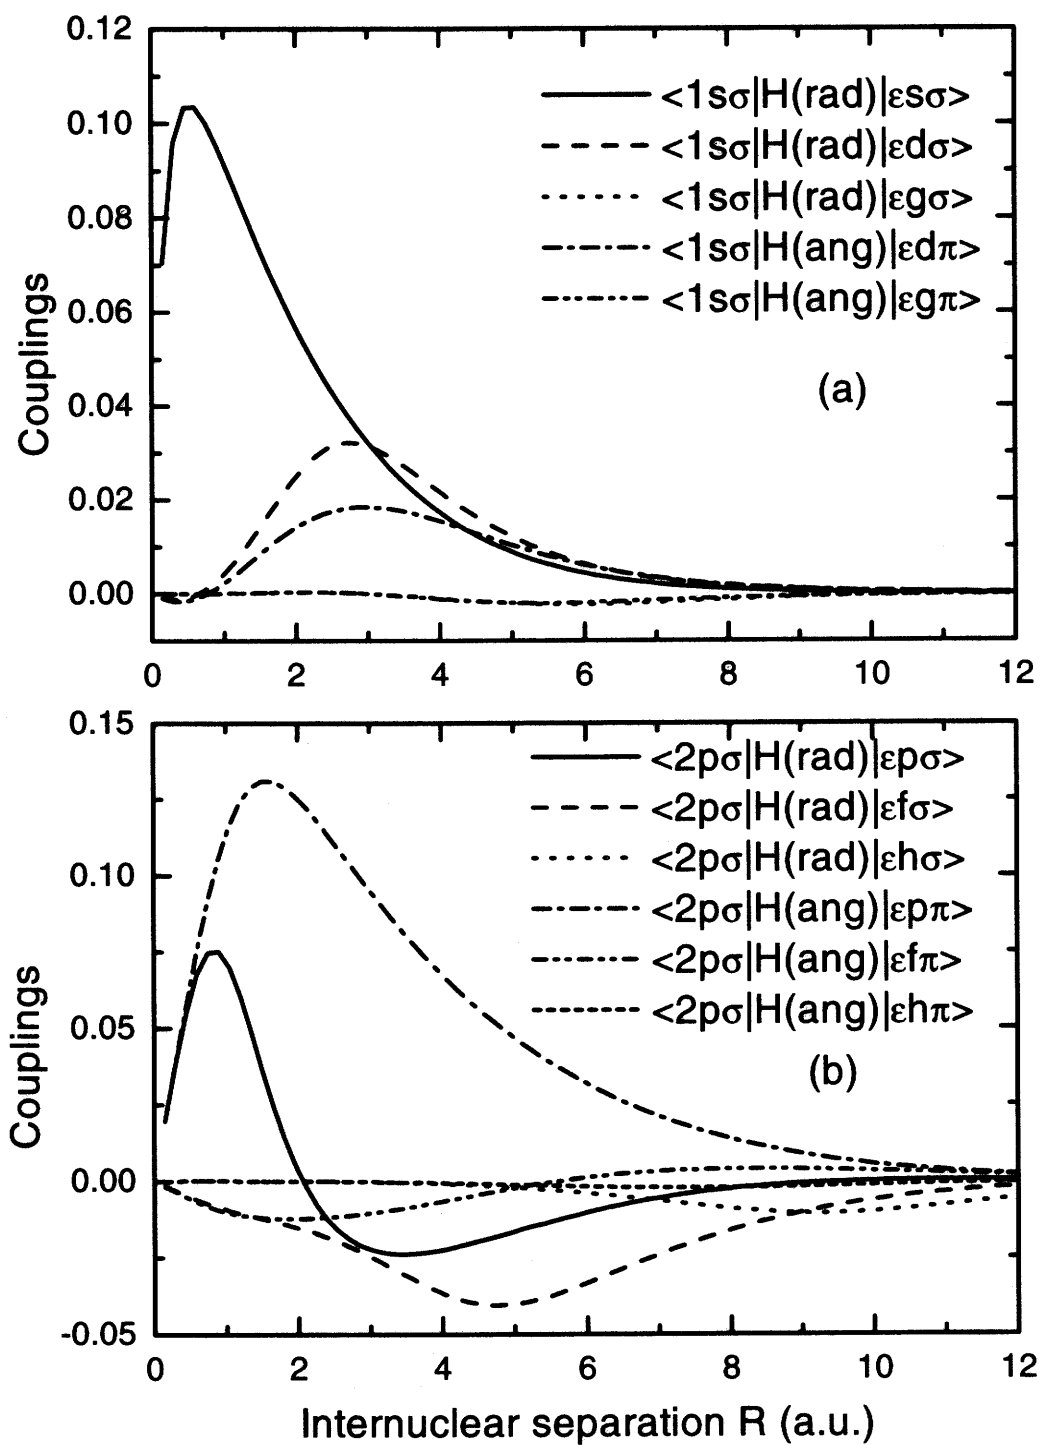 0.12
<1sσ|H(rad)|εsσ>
0.10
<1sσ|H(rad)|εdσ>
<1sσ|H(rad)|εgσ>
0.08
<1sσ|H(ang)|εdπ>
<1sσ|H(ang)|εgπ>
0.06
Couplings
(a)
0.04
0.02
0.00
0 2 4 6 8 10 12
0.15
<2pσ|H(rad)|εpσ>
<2pσ|H(rad)|εfσ>
<2pσ|H(rad)|εhσ>
0.10
<2pσ|H(ang)|εpπ>
<2pσ|H(ang)|εfπ>
<2pσ|H(ang)|εhπ>
0.05
Couplings
(b)
0.00
-0.05
0 2 4 6 8 10 12
Internuclear separation R (a.u.)